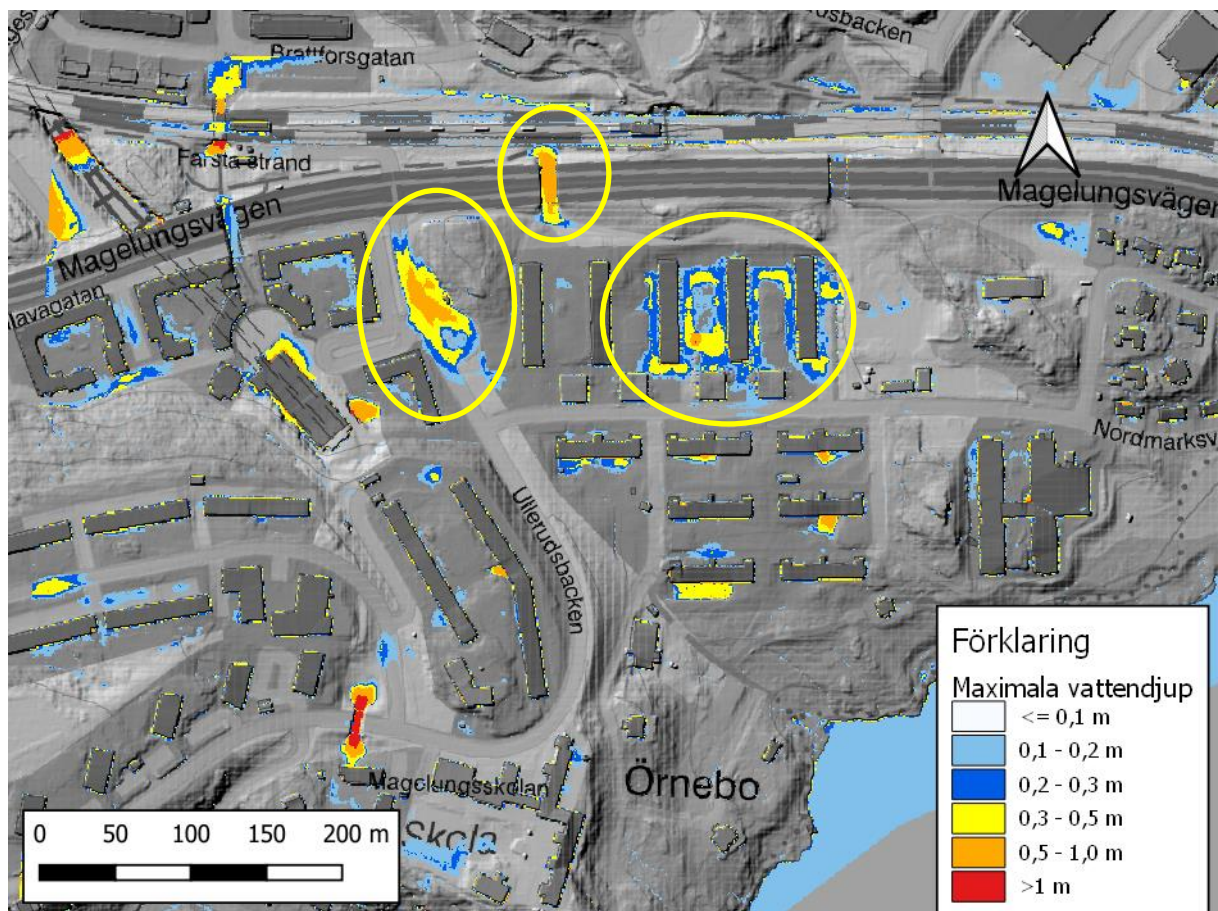 Brattforsgatan
udsbacken
Farsta strand
Magelungsvägen
Magelungsvägen
lavagatan
Nordmarksv
Ullerudsbacken
Örnebo
Magelungsskolan
Skola
0 50 100 150 200 m
Förklaring
Maximala vattendjup
<= 0,1 m
0,1 - 0,2 m
0,2 - 0,3 m
0,3 - 0,5 m
0,5 - 1,0 m
>1 m